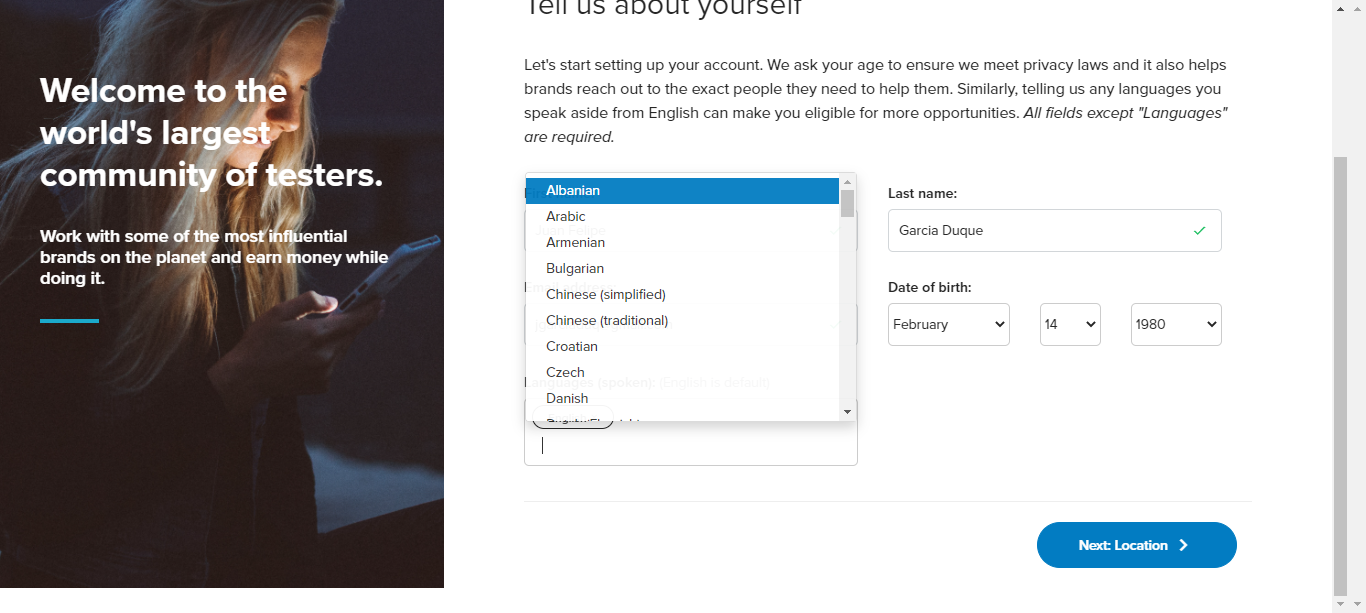 Tell us about yourself
Welcome to the
world's largest
community of testers.
Work with some of the most influential
brands on the planet and earn money while
doing it.
Let's start setting up your account. We ask your age to ensure we meet privacy laws and it also helps
brands reach out to the exact people they need to help them. Similarly, telling us any languages you
speak aside from English can make you eligible for more opportunities. All fields except "Languages"
are required.
Albanian
Arabic
Armenian
Bulgarian
Chinese (simplified)
Chinese (traditional)
Croatian
Czech
Danish
Languages (spoken): (English is default)
Last name:
Garcia Duque
Date of birth:
February
14
1980
Next: Location